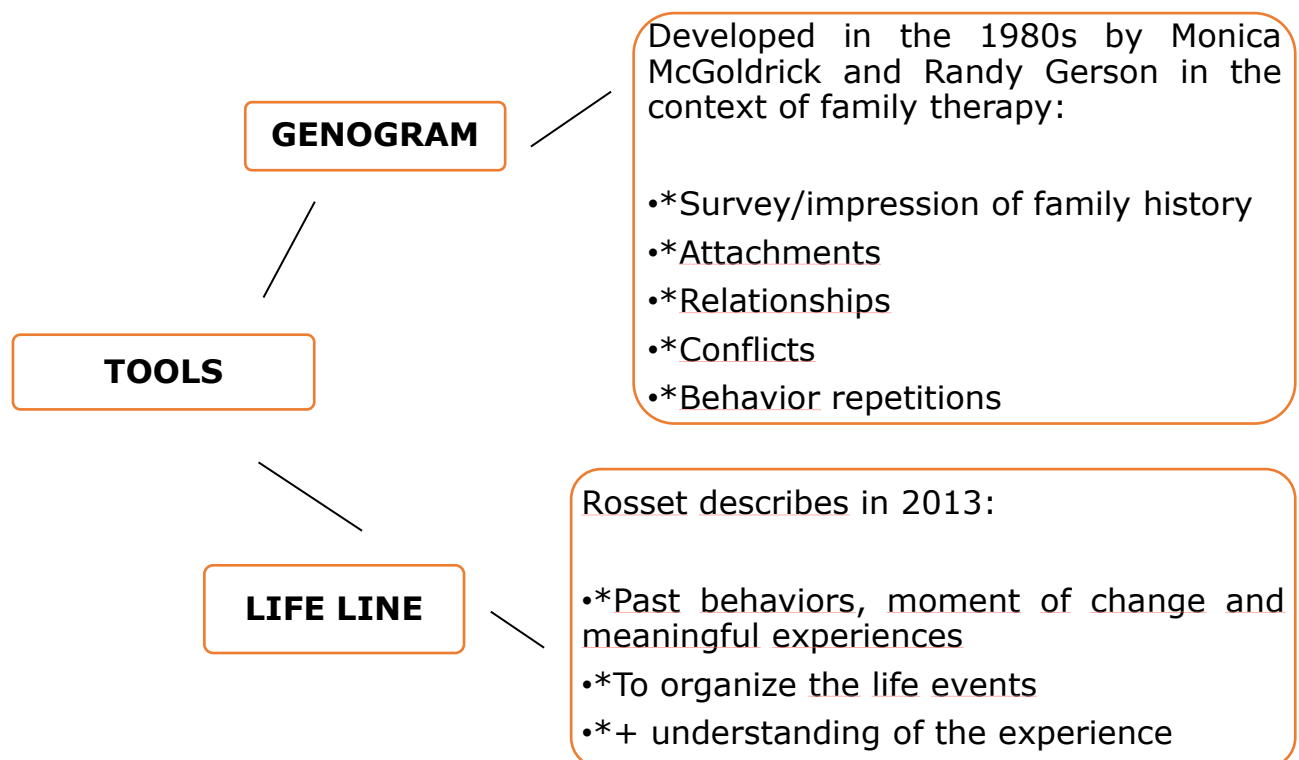 Developed in the 1980s by Monica
McGoldrick and Randy Gerson in the
context of family therapy:
GENOGRAM
•*Survey/impression of family history
•*Attachments
•*Relationships
•*Conflicts
•*Behavior repetitions
TOOLS
Rosset describes in 2013:
•*Past behaviors, moment of change and
meaningful experiences
•*To organize the life events
•*+ understanding of the experience
LIFE LINE